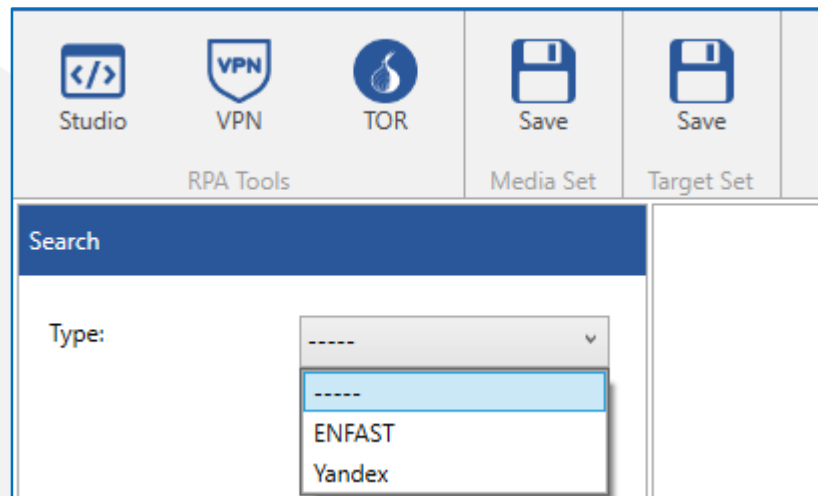 VPN
Studio VPN TOR Save Save
RPA Tools Media Set Target Set
Search
Type: -----
-----
ENFAST
Yandex